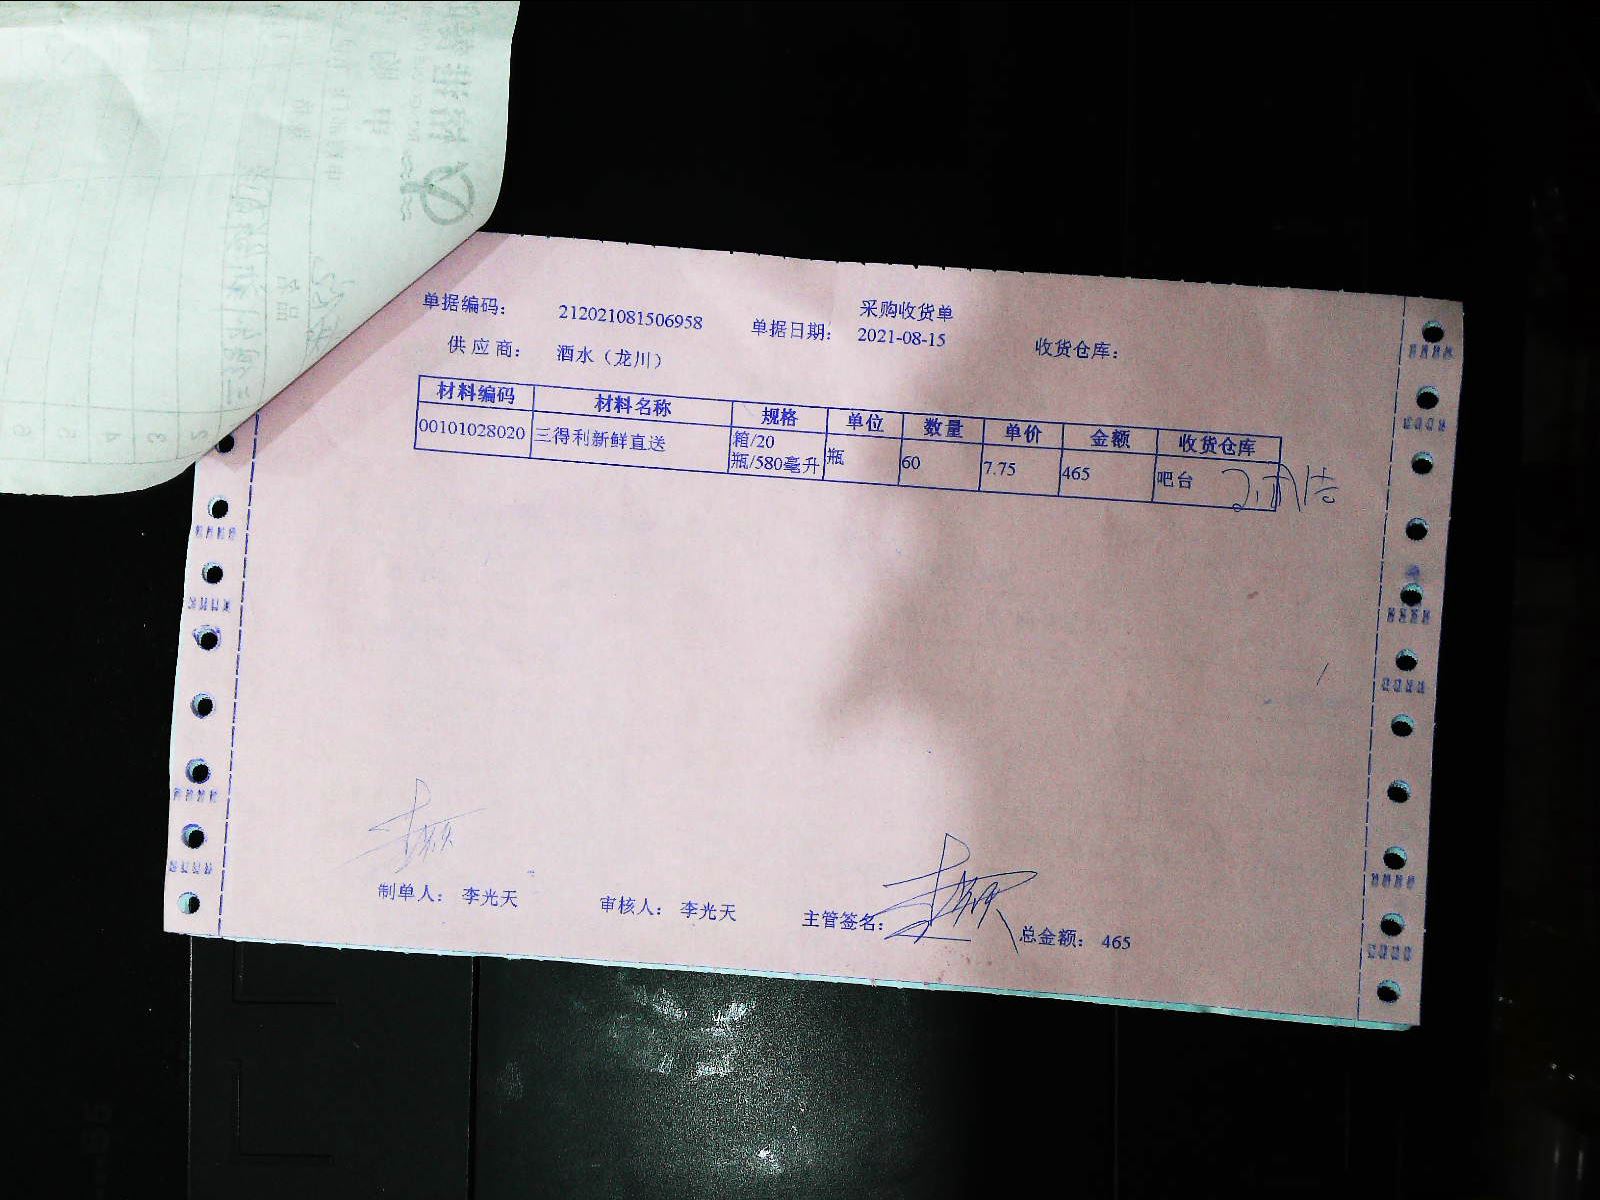 采购收货单
单据编码: 212021081506958 单据日期: 2021-08-15 收货仓库:
供应商: 酒水（龙川）
材料编码 材料名称 规格 单位 数量 单价 金额 收货仓库
00101028020 三得利新鲜直送 箱/20瓶/580毫升 瓶 60 7.75 465 吧台
制单人: 李光天 审核人: 李光天 主管签名: 总金额: 465